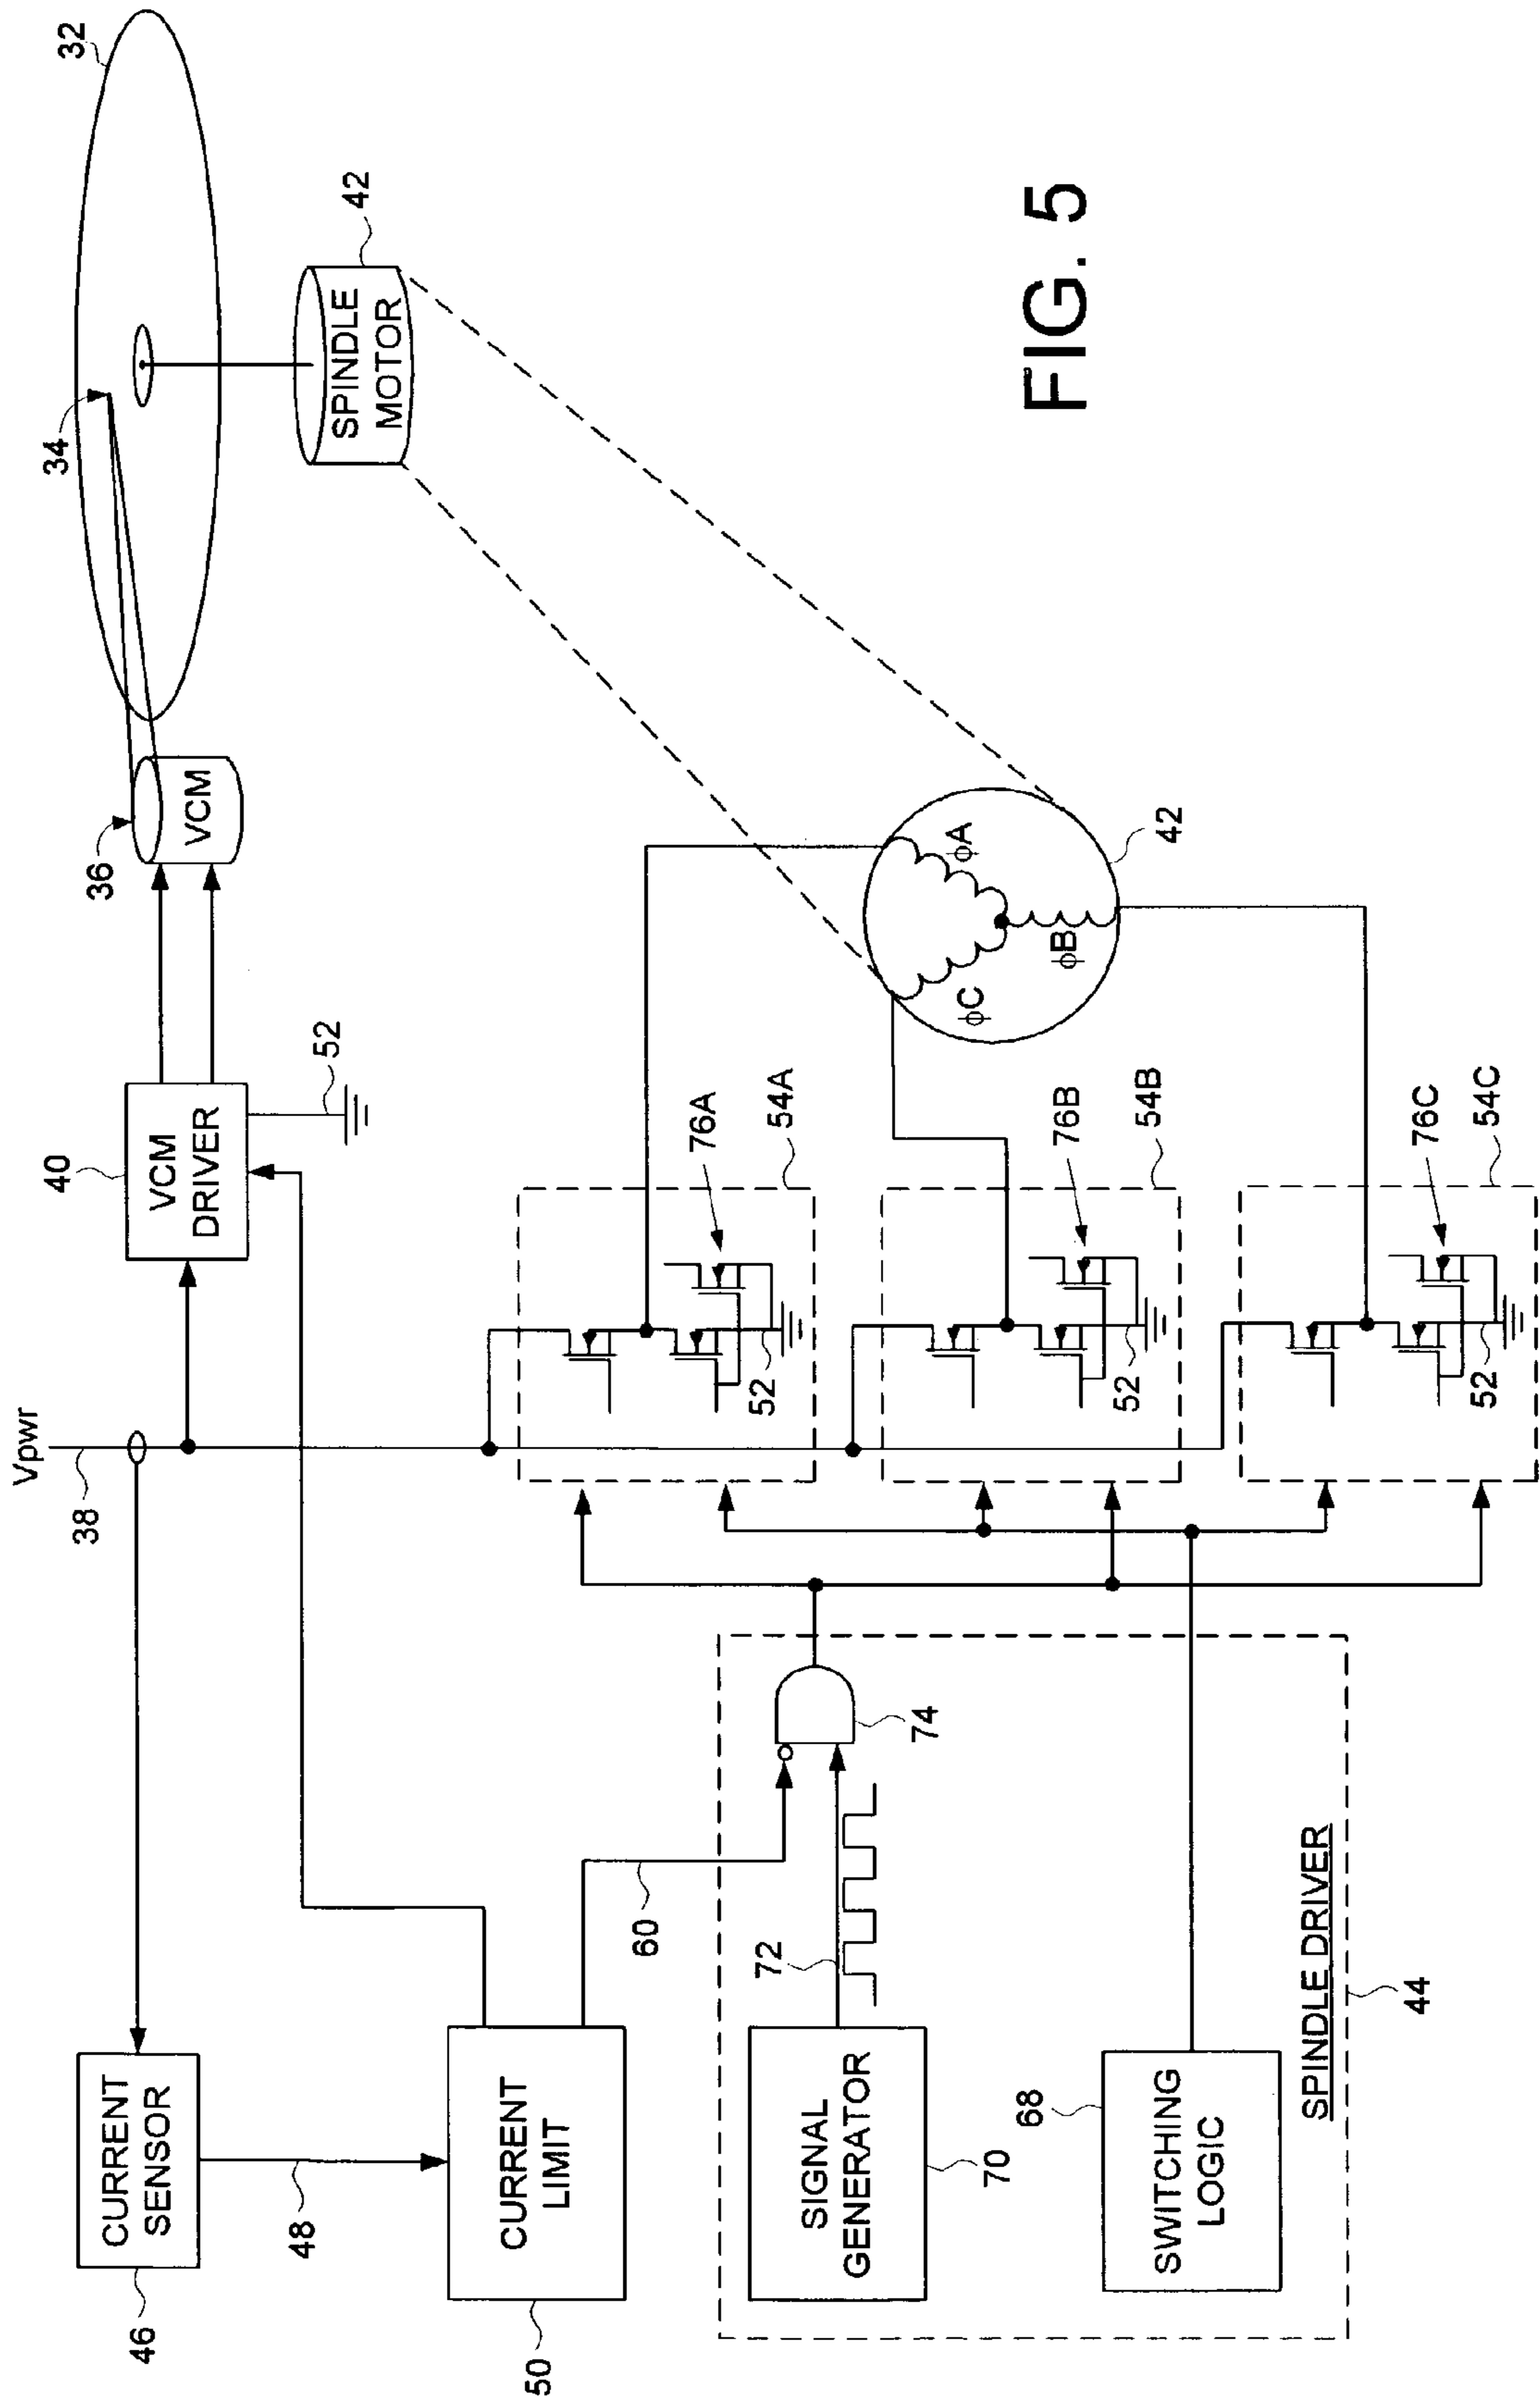 Vpwr
38
32
34
36
VCM
40
VCM
DRIVER
52
SPINDLE
MOTOR
42
46
CURRENT
SENSOR
48
50
CURRENT
LIMIT
60
54A
76A
52
54B
76B
52
54C
76C
52
ϕA
ϕB
ϕC
42
72
74
SIGNAL
GENERATOR
70
68
SWITCHING
LOGIC
SPINDLE DRIVER
44
FIG. 5